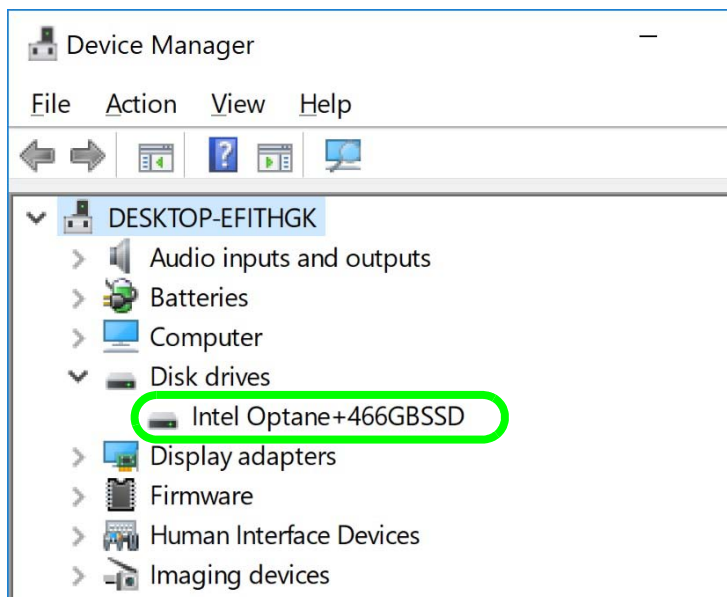 Device Manager
File Action View Help
DESKTOP-EFITHGK
Audio inputs and outputs
Batteries
Computer
Disk drives
Intel Optane+466GBSSD
Display adapters
Firmware
Human Interface Devices
Imaging devices